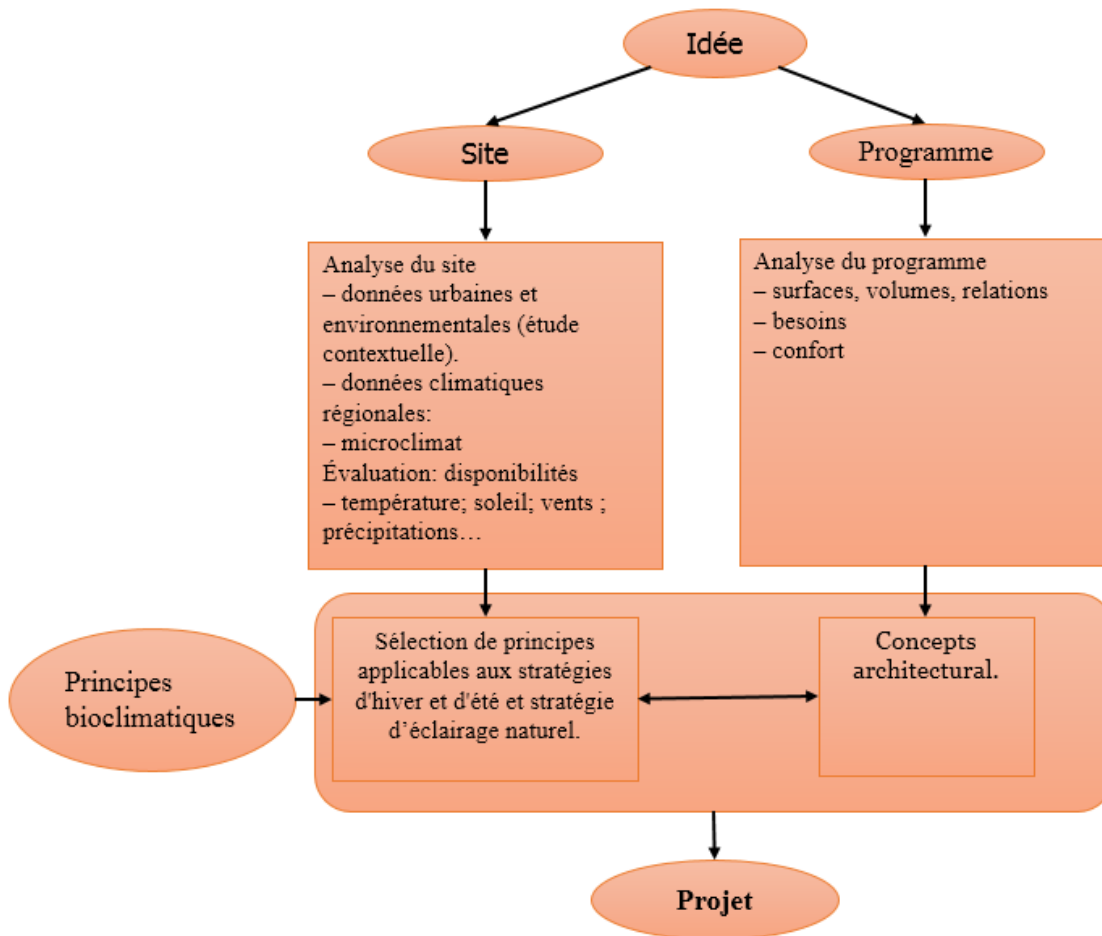 Idée
Site
Programme
Analyse du site
– données urbaines et
environnementales (étude
contextuelle).
– données climatiques
régionales:
– microclimat
Évaluation: disponibilités
– température; soleil; vents ;
précipitations…
Analyse du programme
– surfaces, volumes, relations
– besoins
– confort
Principes
bioclimatiques
Sélection de principes
applicables aux stratégies
d'hiver et d'été et stratégie
d’éclairage naturel.
Concepts
architectural.
Projet